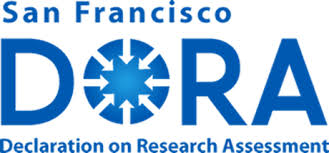 San Francisco
DORA
Declaration on Research Assessment